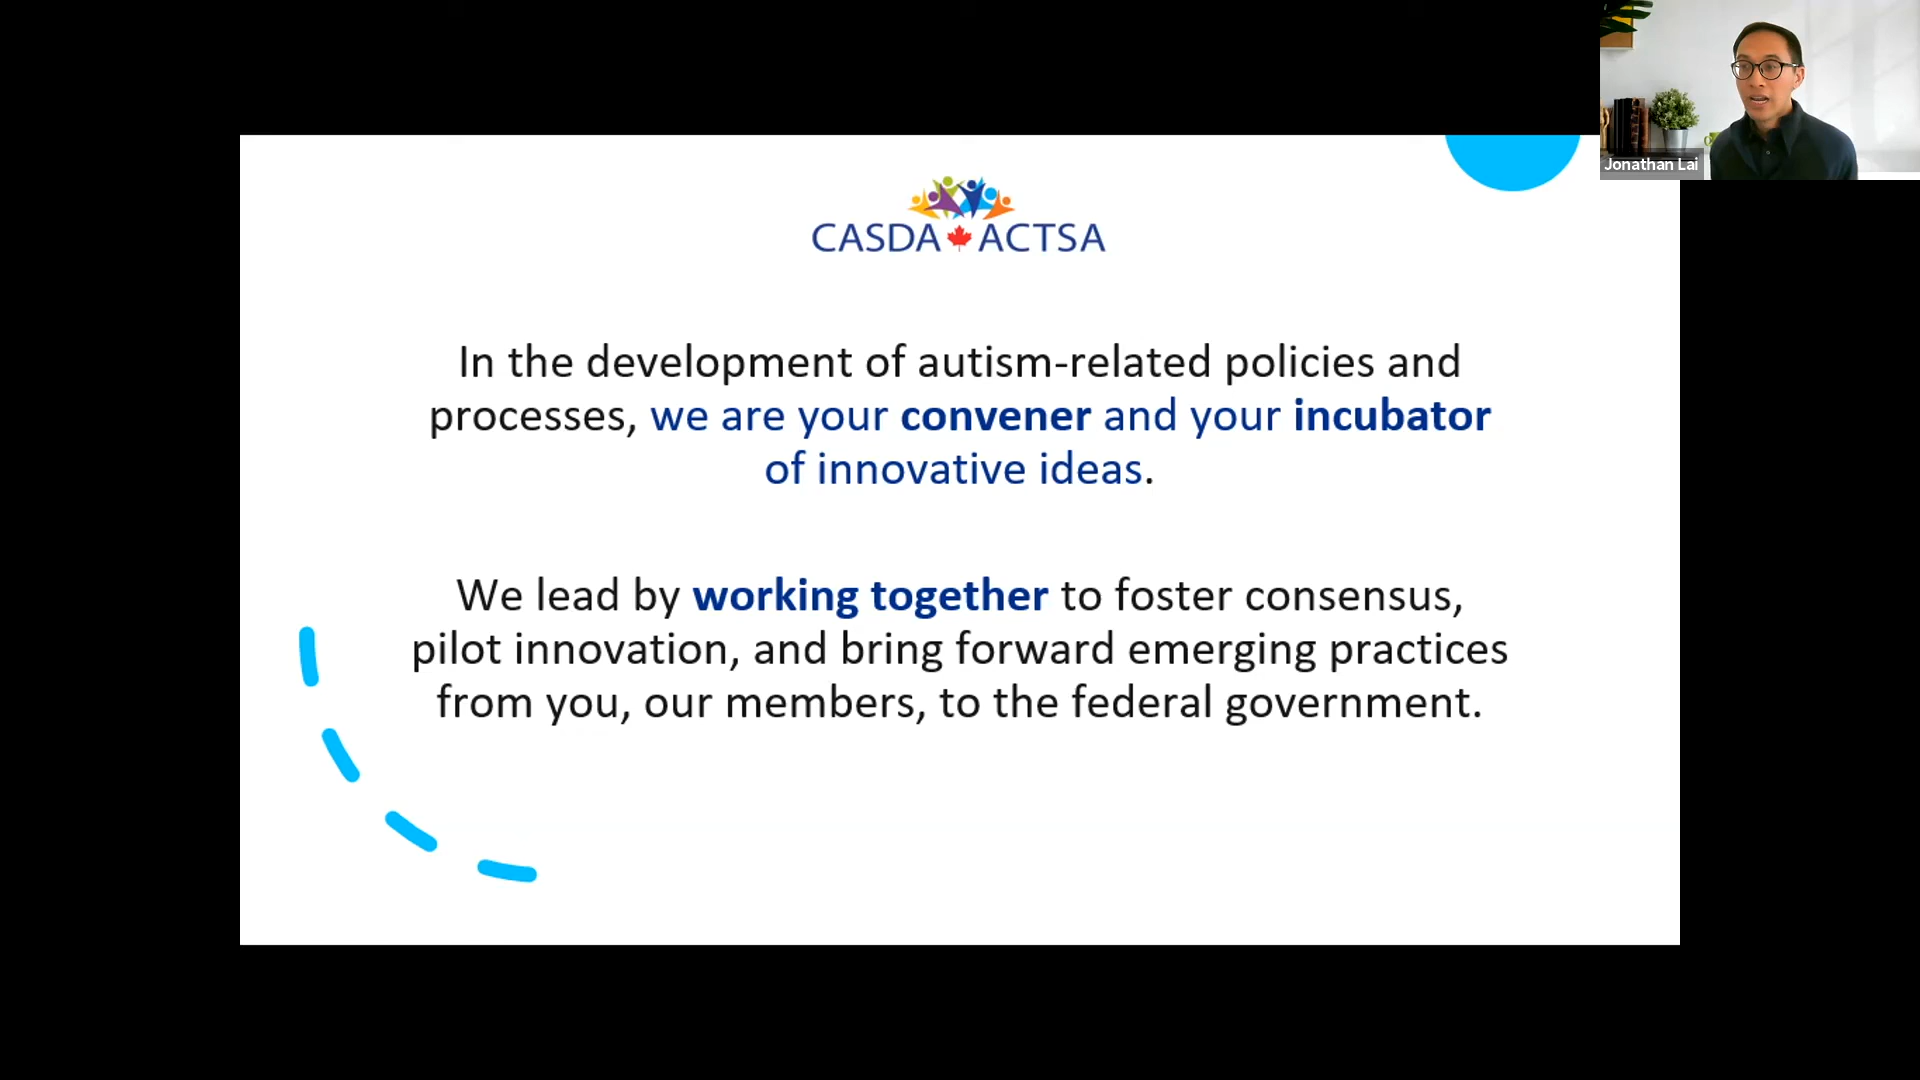 Jonathan Lai
CASDA ACTSA
In the development of autism-related policies and
processes, we are your convener and your incubator
of innovative ideas.
We lead by working together to foster consensus,
pilot innovation, and bring forward emerging practices
from you, our members, to the federal government.